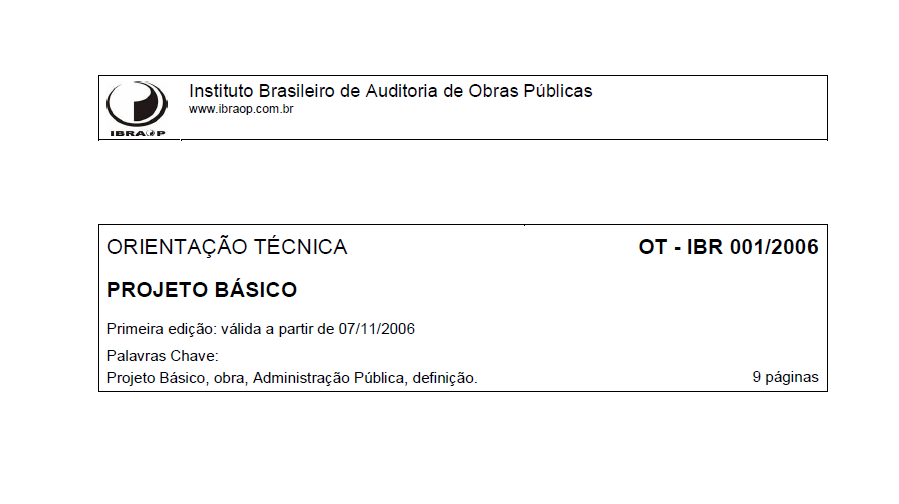 Instituto Brasileiro de Auditoria de Obras Públicas
www.ibraop.com.br
IBRAOP
ORIENTAÇÃO TÉCNICA OT - IBR 001/2006
PROJETO BÁSICO
Primeira edição: válida a partir de 07/11/2006
Palavras Chave:
Projeto Básico, obra, Administração Pública, definição. 9 páginas